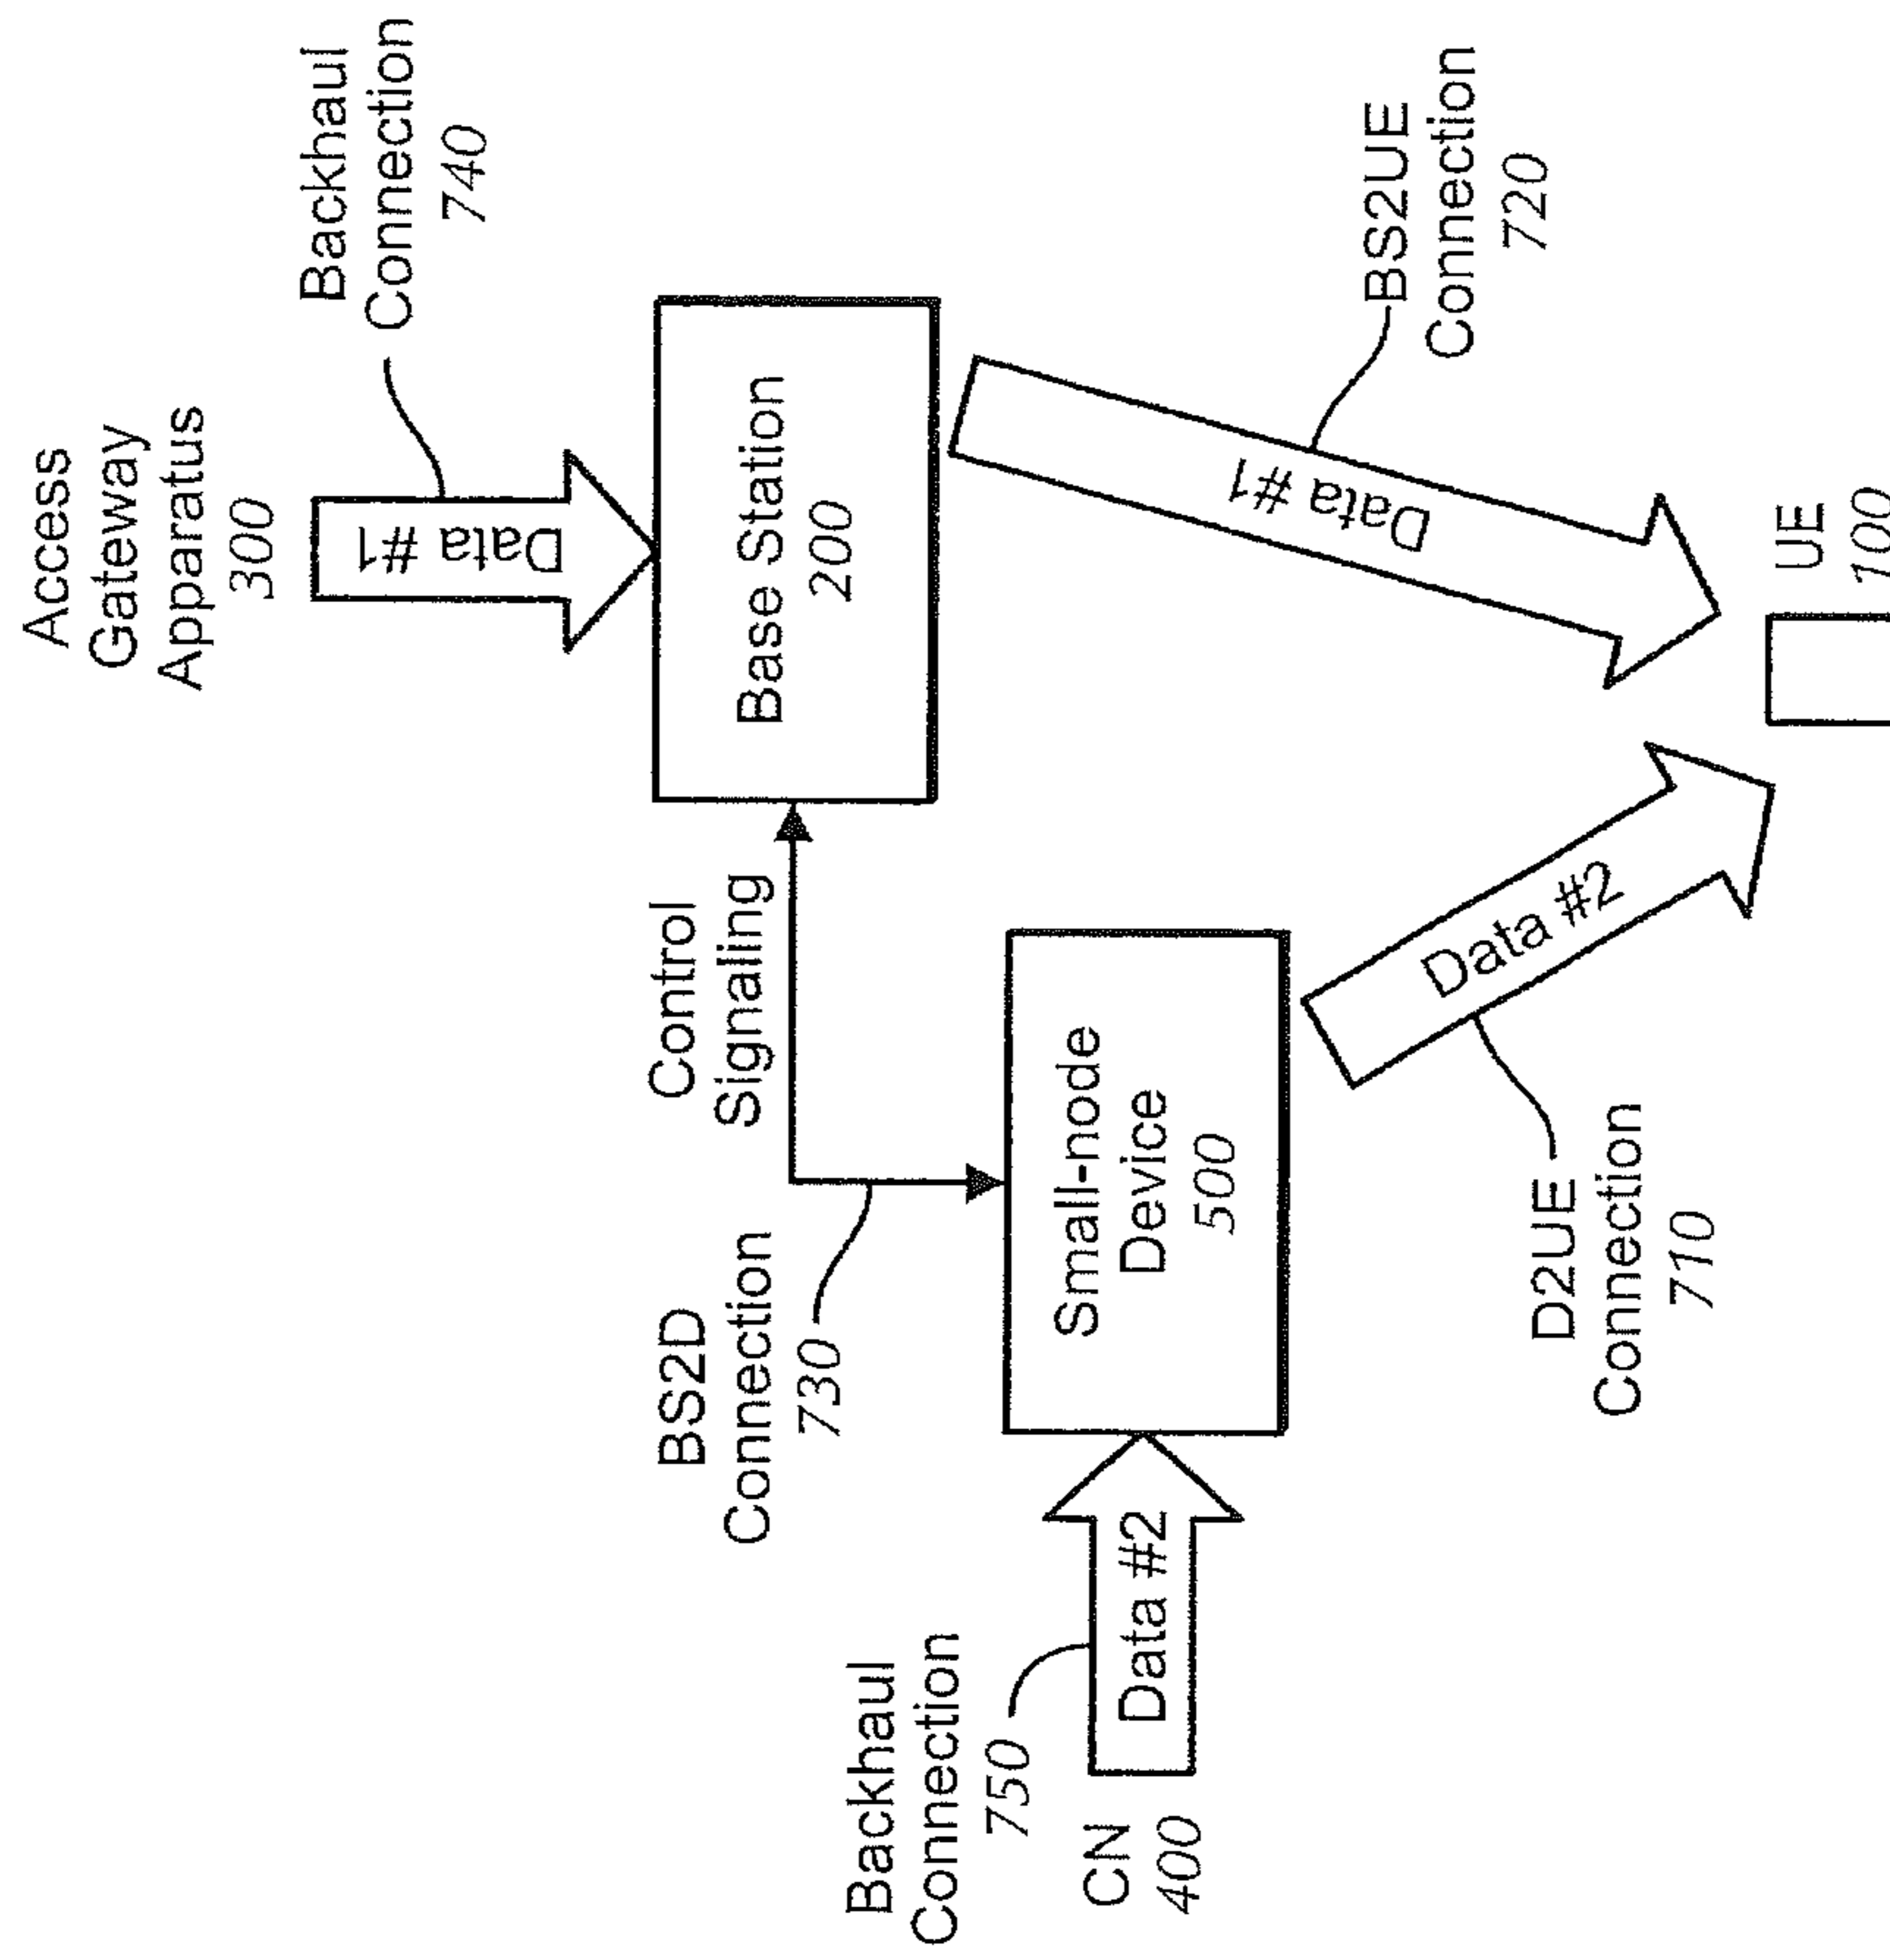 Access
Gateway
Apparatus
300
Backhaul
Connection
740
Data #1
Base Station
200
Control
Signaling
BS2D
Connection
730
Backhaul
Connection
750
CN
400
Data #2
Small-node
Device
500
Data #1
BS2UE
Connection
720
Data #2
D2UE
Connection
710
UE
100